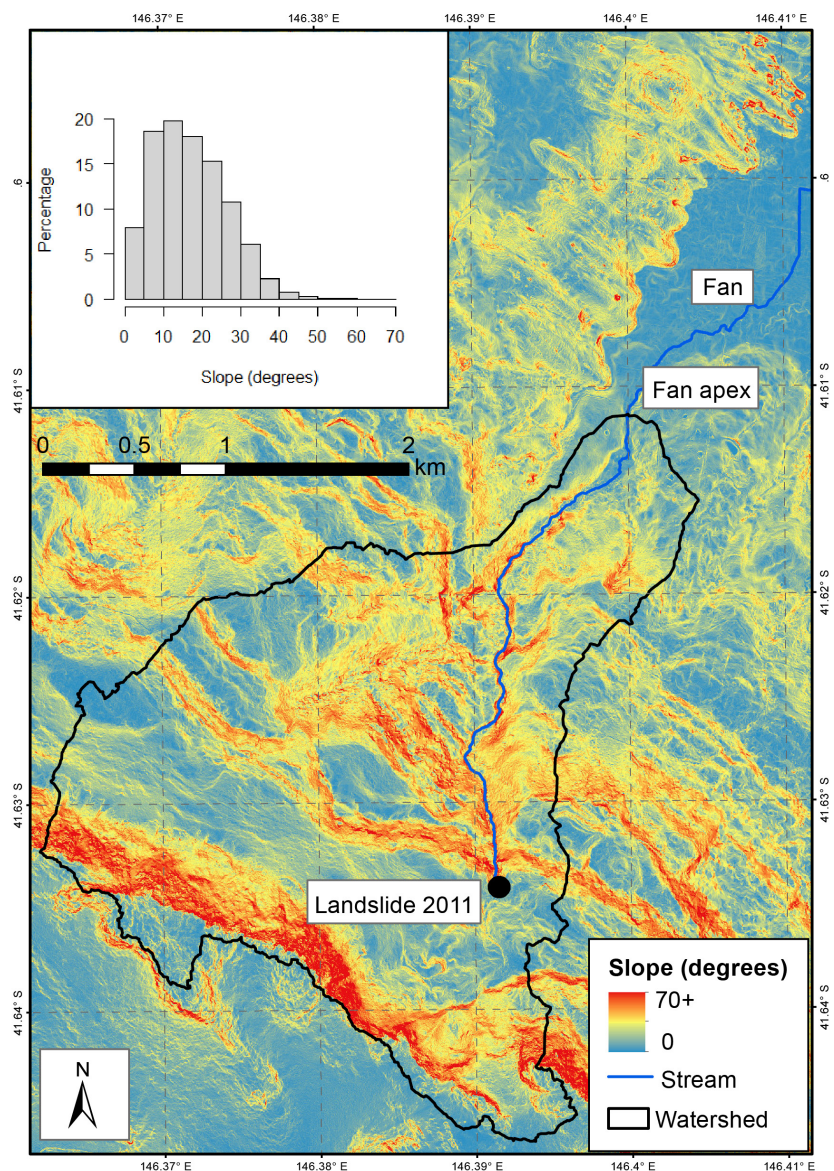 146.37° E 146.38° E 146.39° E 146.4° E 146.41° E
20
15
10
5
0
Percentage
0 10 20 30 40 50 60 70
Slope (degrees)
.6
.6
Fan
41.61° S
41.61° S
Fan apex
0 0.5 1 2
km
41.62° S
41.62° S
41.63° S
41.63° S
Landslide 2011
41.64° S
41.64° S
Slope (degrees)
70+
0
Stream
Watershed
N
146.37° E 146.38° E 146.39° E 146.4° E 146.41° E